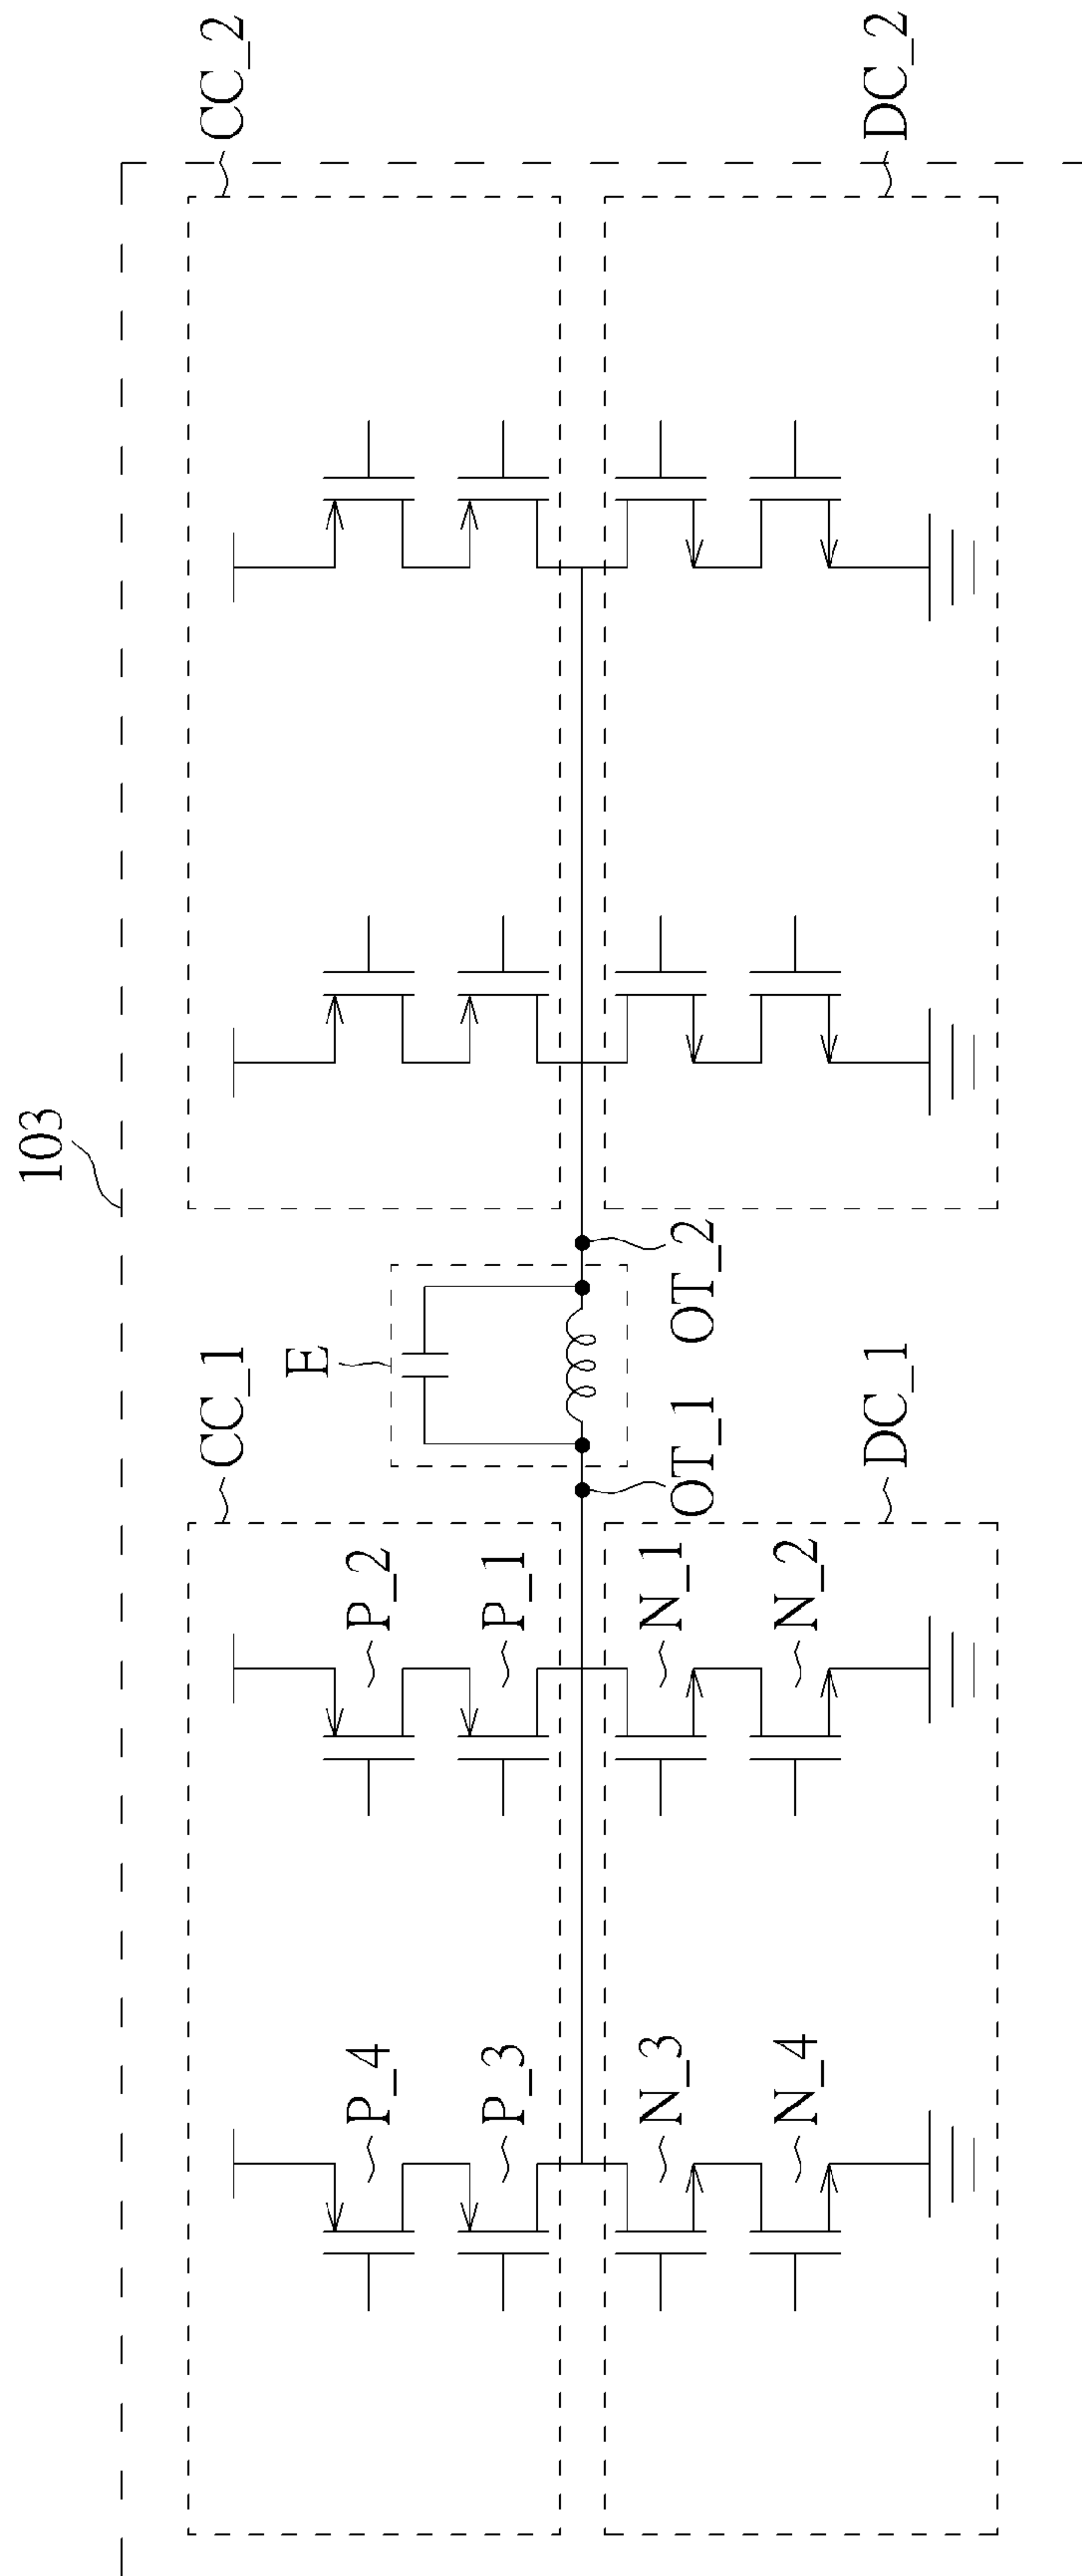 103
CC_1
CC_2
E
P_4
P_2
P_3
P_1
OT_1
OT_2
N_3
N_1
N_4
N_2
DC_1
DC_2